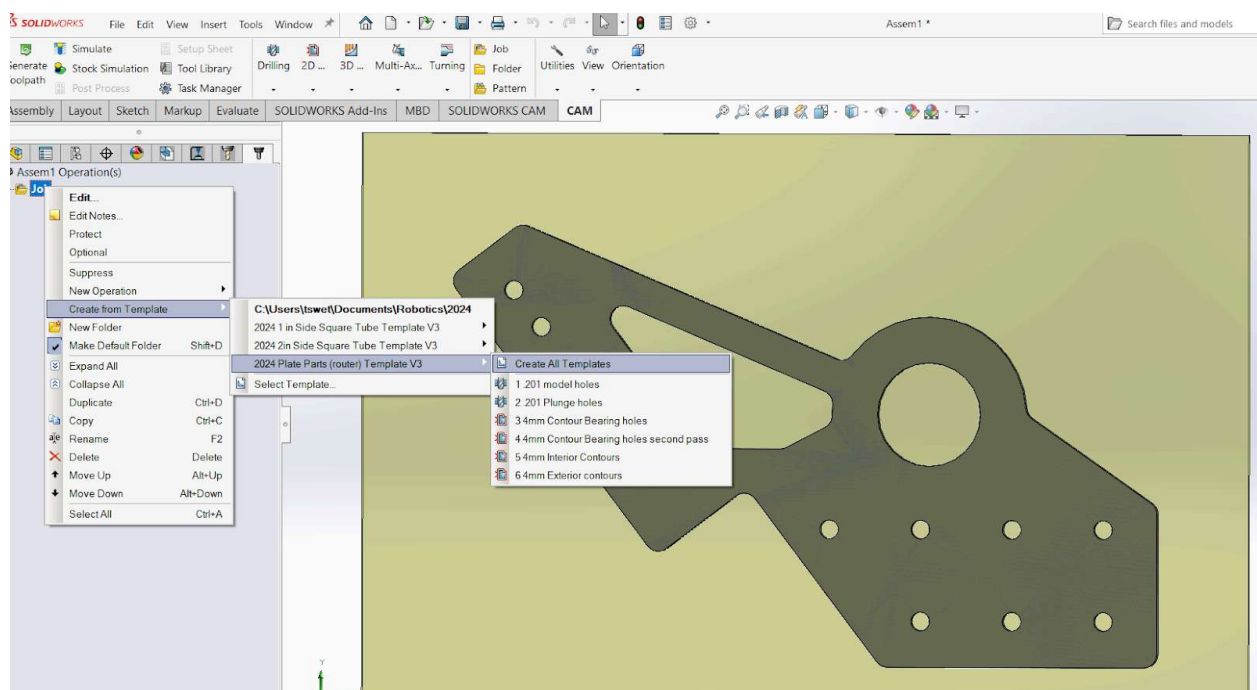 SOLIDWORKS File Edit View Insert Tools Window Assem1 * Search files and models
Simulate Setup Sheet Job
Generate Stock Simulation Tool Library Drilling 2D ... 3D ... Multi-Ax... Turning Folder Utilities View Orientation
Toolpath Post Process Task Manager Pattern
Assembly Layout Sketch Markup Evaluate SOLIDWORKS Add-Ins MBD SOLIDWORKS CAM CAM
Assem1 Operation(s)
Job
Edit...
Edit Notes...
Protect
Optional
Suppress
New Operation
Create from Template
New Folder
Make Default Folder Shift+D
Expand All
Collapse All
Duplicate Ctrl+D
Copy Ctrl+C
Rename F2
Delete Delete
Move Up Alt+Up
Move Down Alt+Down
Select All Ctrl+A
C:\Users\tswet\Documents\Robotics\2024
2024 1 in Side Square Tube Template V3
2024 2in Side Square Tube Template V3
2024 Plate Parts (router) Template V3
Select Template...
Create All Templates
1 .201 model holes
2 .201 Plunge holes
3 4mm Contour Bearing holes
4 4mm Contour Bearing holes second pass
5 4mm Interior Contours
6 4mm Exterior contours
Y